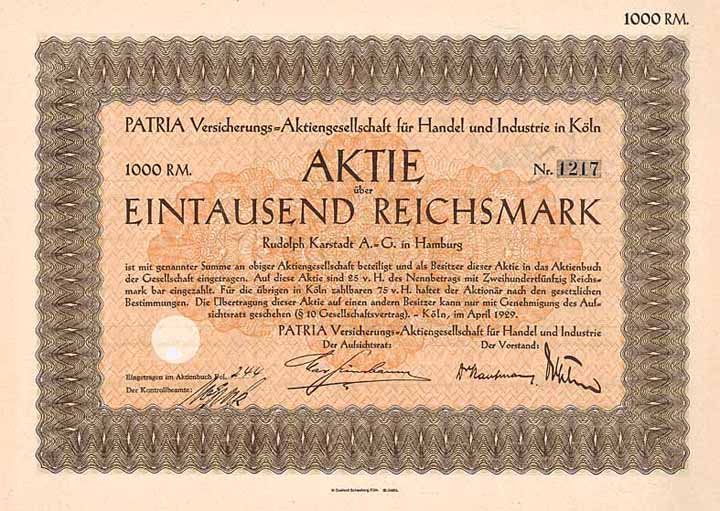 1000 RM.
PATRIA Versicherungs=Aktiengesellschaft für Handel und Industrie in Köln
1000 RM. AKTIE Nr. 1217
über
EINTAUSEND REICHSMARK
Rudolph Karstadt A.=G. in Hamburg
ist mit genannter Summe an obiger Aktiengesellschaft beteiligt und als Besitzer dieser Aktie in das Aktienbuch
der Gesellschaft eingetragen. Auf diese Aktie sind 25 v. H. des Nennbetrags mit Zweihundertfünfzig Reichs=
mark bar eingezahlt. Für die übrigen in Köln zahlbaren 75 v. H. haftet der Aktionär nach den gesetzlichen
Bestimmungen. Die Übertragung dieser Aktie auf einen andern Besitzer kann nur mit Genehmigung des Auf=
sichtsrats geschehen (§ 10 Gesellschaftsvertrag). - Köln, im April 1929.
PATRIA Versicherungs=Aktiengesellschaft für Handel und Industrie
Der Aufsichtsrat: Der Vorstand:
Eingetragen im Aktienbuch Fol. 244
Der Kontrollbeamte: